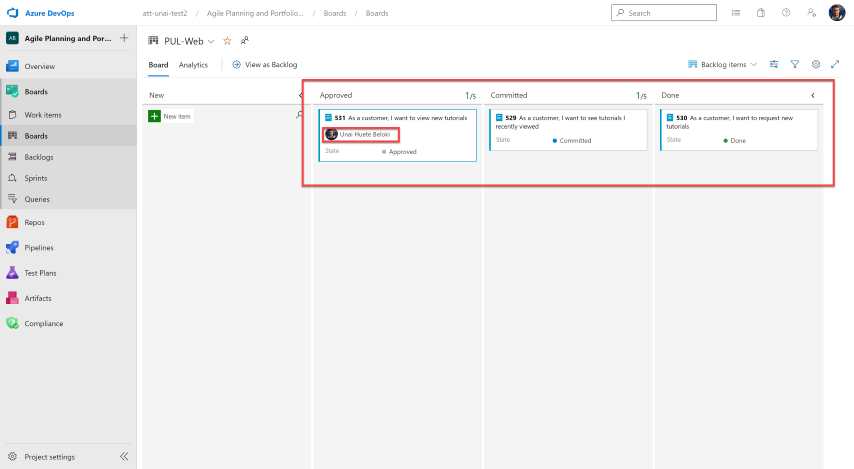 Azure DevOps
att-unai-test2 / Agile Planning and Portfolio... / Boards / Boards
Search
AB
Agile Planning and Por...
PUL-Web
Overview
Board
Analytics
View as Backlog
Backlog items
Boards
Work items
Boards
Backlogs
Sprints
Queries
Repos
Pipelines
Test Plans
Artifacts
Compliance
Project settings
New
New item
Approved 1/5
531 As a customer, I want to view new tutorials
Unai Huete Beloki
State Approved
Committed 1/5
529 As a customer, I want to see tutorials I
recently viewed
State Committed
Done
530 As a customer, I want to request new
tutorials
State Done